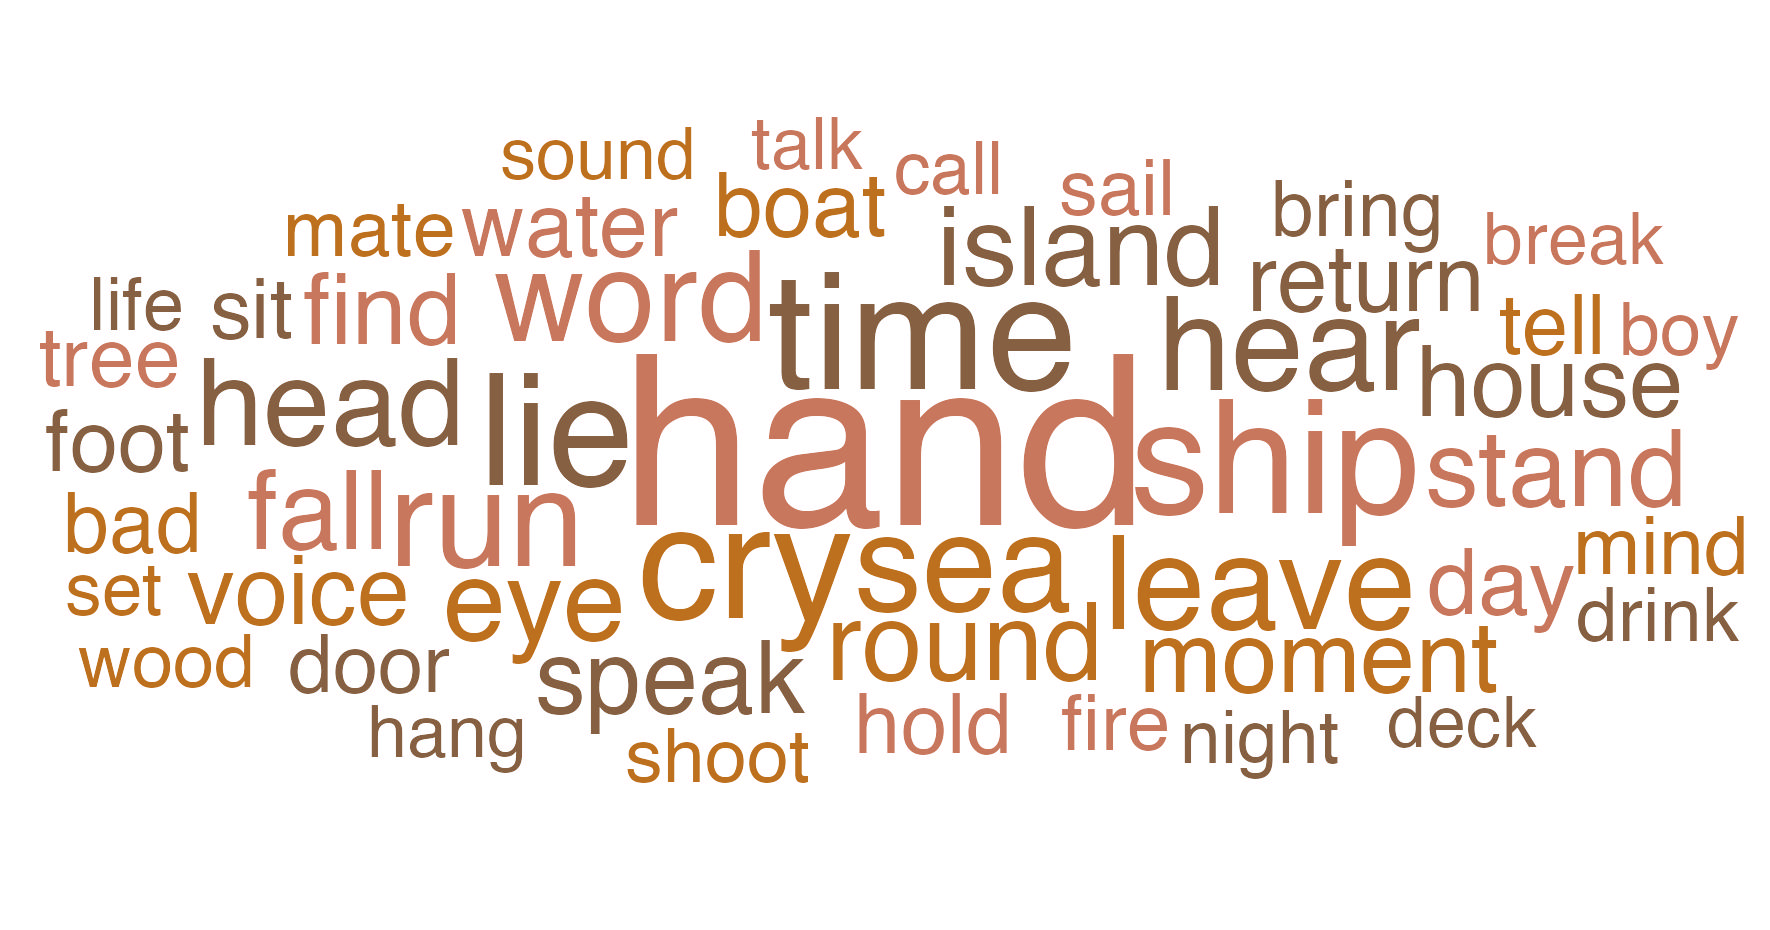 talk
sound
call
boat
sail
mate
water
island
bring
break
life
sit
find
word
time
hear
return
tell
boy
tree
head
lie
hand
ship
house
foot
stand
bad
fall
run
cry
sea
leave
day
mind
set
voice
eye
round
moment
drink
wood
door
speak
hang
shoot
hold
fire
night
deck